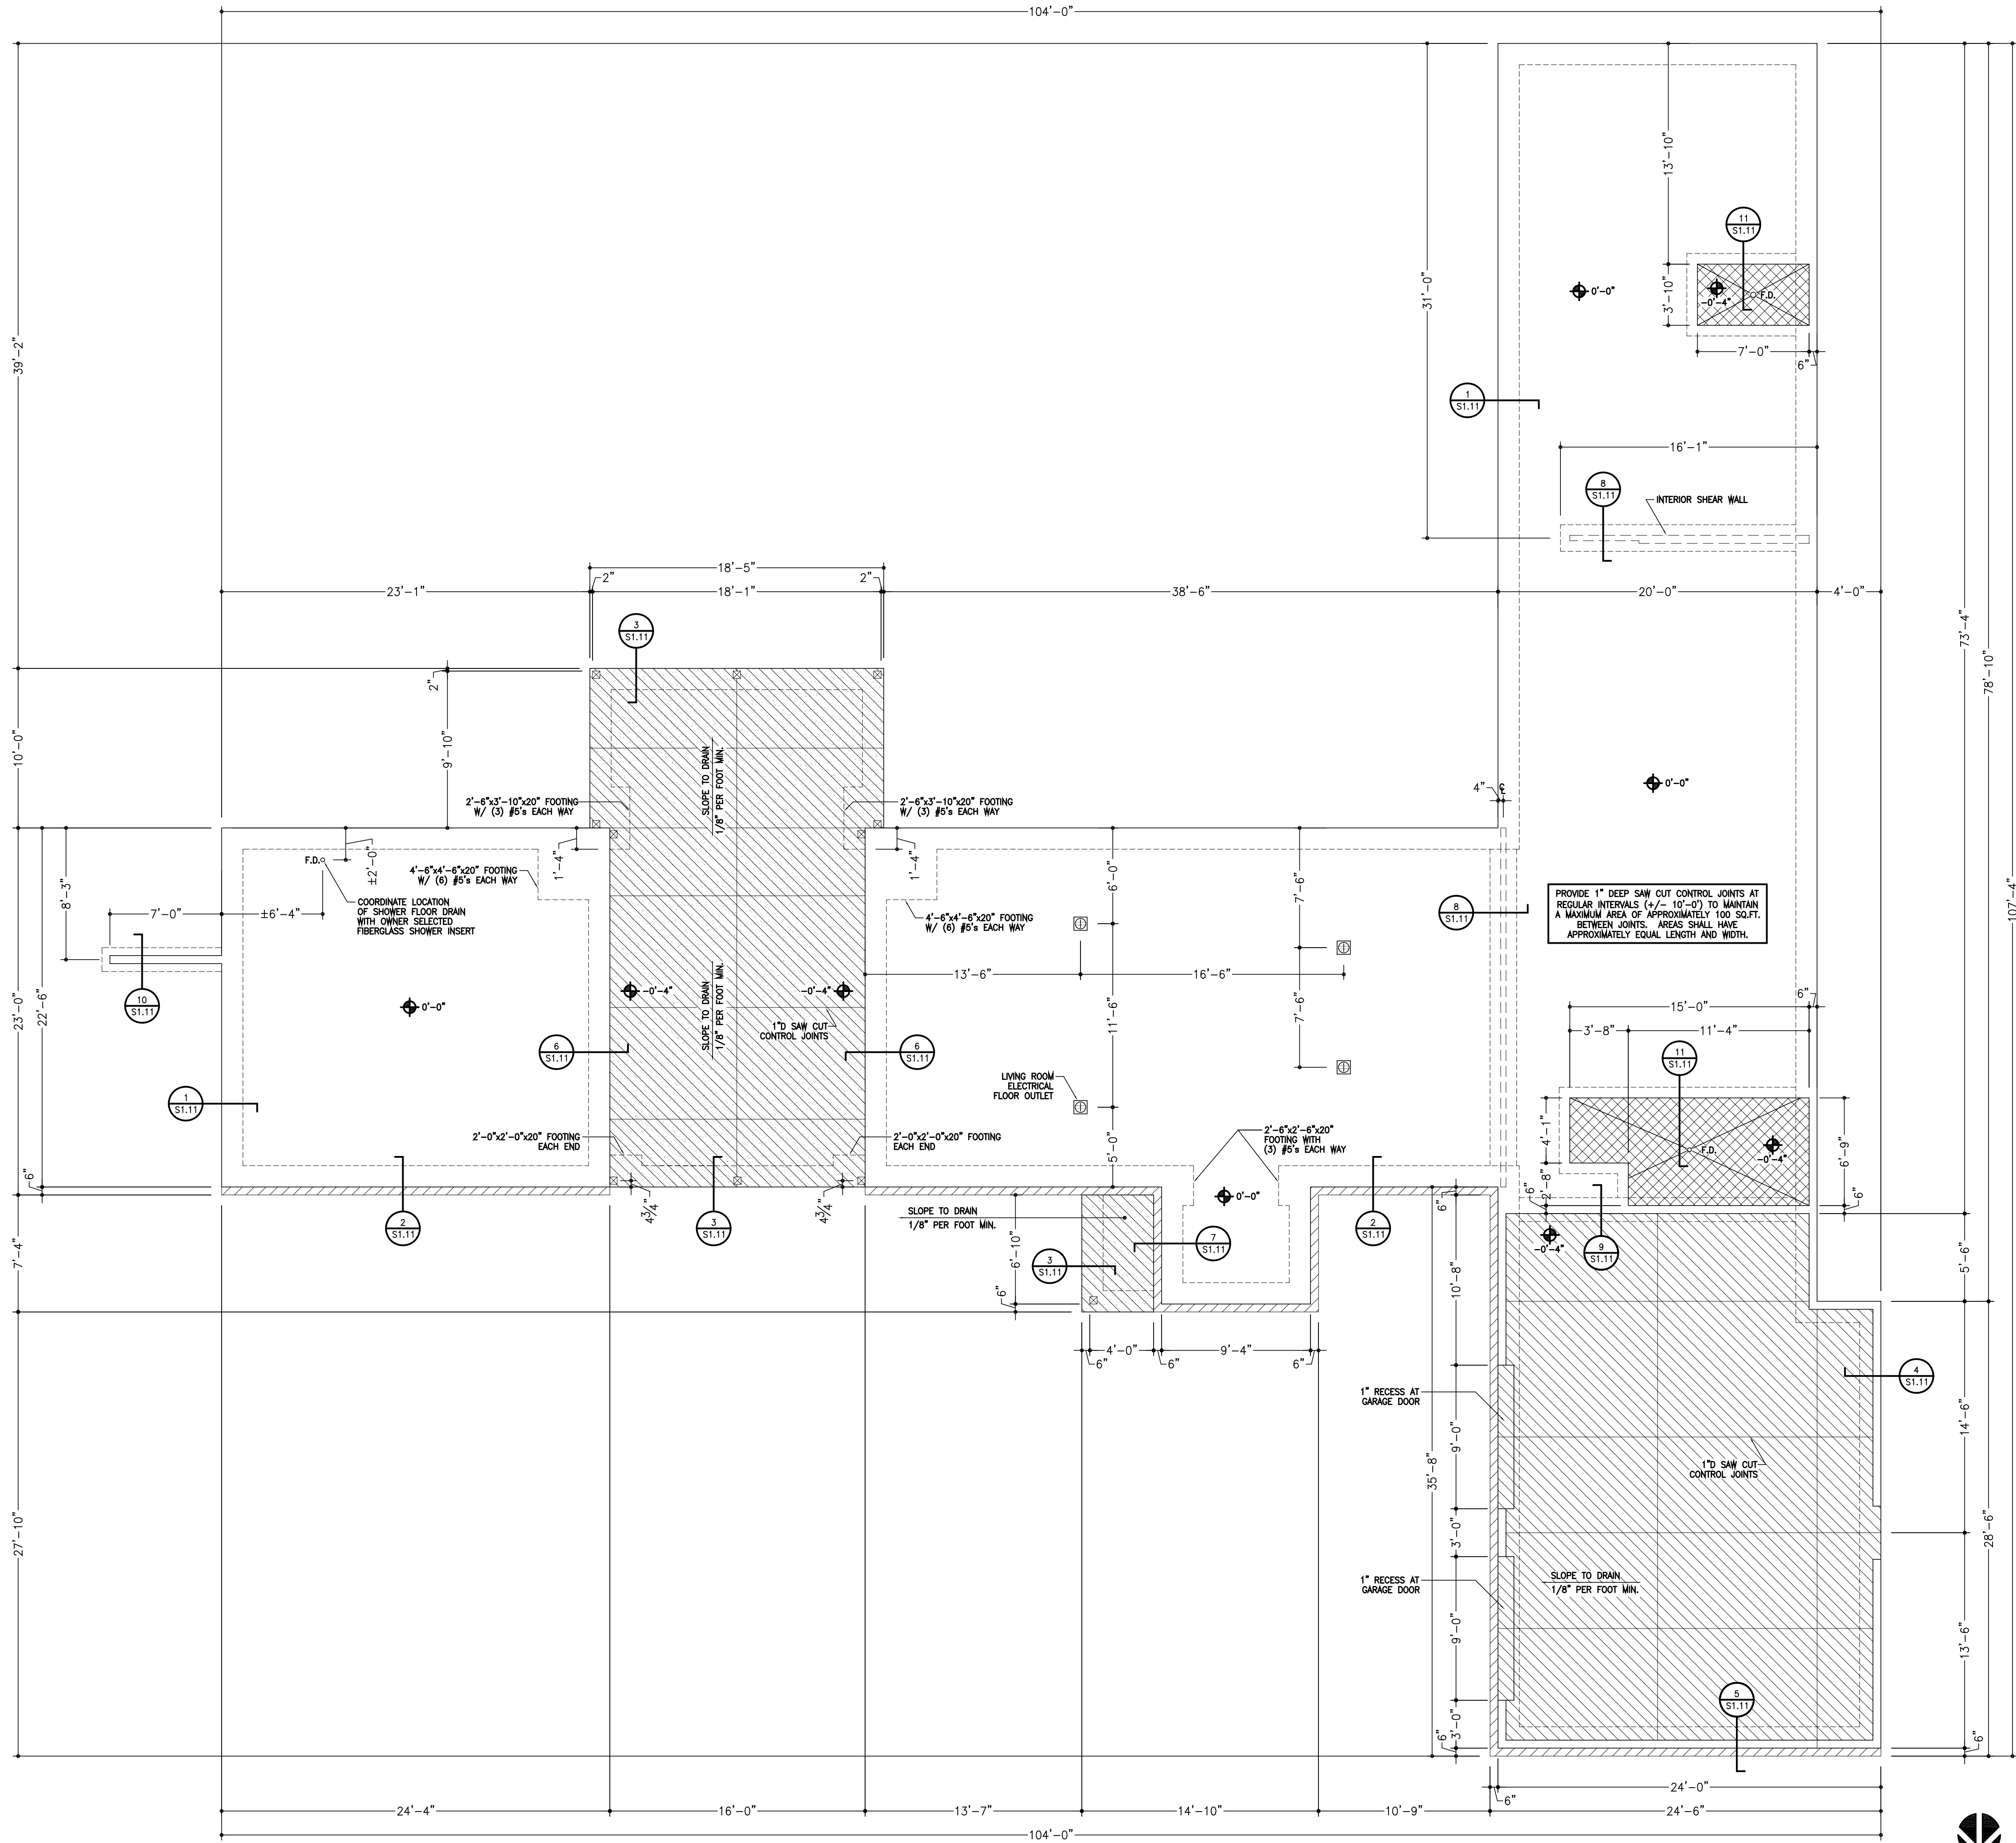 104'-0"
13'-10"
31'-0"
11
S1.11
0'-0"
-0'-4"
F.D.
3'-10"
7'-0"
6"
39'-2"
1
S1.11
16'-1"
8
S1.11
INTERIOR SHEAR WALL
18'-5"
2"
2"
23'-1"
18'-1"
38'-6"
20'-0"
4'-0"
3
S1.11
73'-4"
78'-10"
2"
10'-0"
9'-10"
SLOPE TO DRAIN
1/8" PER FOOT MIN.
0'-0"
2'-6"x3'-10"x20" FOOTING
W/ (3) #5's EACH WAY
2'-6"x3'-10"x20" FOOTING
W/ (3) #5's EACH WAY
4"
℄
F.D.
±2'-0"
1'-4"
1'-4"
4'-6"x4'-6"x20" FOOTING
W/ (6) #5's EACH WAY
6'-0"
7'-6"
8'-3"
7'-0"
±6'-4"
COORDINATE LOCATION
OF SHOWER FLOOR DRAIN
WITH OWNER SELECTED
FIBERGLASS SHOWER INSERT
4'-6"x4'-6"x20" FOOTING
W/ (6) #5's EACH WAY
8
S1.11
PROVIDE 1" DEEP SAW CUT CONTROL JOINTS AT
REGULAR INTERVALS (+/- 10'-0') TO MAINTAIN
A MAXIMUM AREA OF APPROXIMATELY 100 SQ.FT.
BETWEEN JOINTS. AREAS SHALL HAVE
APPROXIMATELY EQUAL LENGTH AND WIDTH.
107'-4"
13'-6"
16'-6"
10
S1.11
0'-0"
-0'-4"
-0'-4"
SLOPE TO DRAIN
1/8" PER FOOT MIN.
1"D SAW CUT
CONTROL JOINTS
11'-6"
7'-6"
23'-0"
22'-6"
6
S1.11
6
S1.11
15'-0"
6"
3'-8"
11'-4"
11
S1.11
1
S1.11
LIVING ROOM
ELECTRICAL
FLOOR OUTLET
2'-0"x2'-0"x20" FOOTING
EACH END
2'-0"x2'-0"x20" FOOTING
EACH END
5'-0"
2'-6"x2'-6"x20"
FOOTING WITH
(3) #5's EACH WAY
4'-1"
F.D.
-0'-4"
6'-9"
6"
4¾"
4¾"
0'-0"
6"
6"
2'-8"
6"
2
S1.11
3
S1.11
SLOPE TO DRAIN
1/8" PER FOOT MIN.
7
S1.11
2
S1.11
-0'-4"
9
S1.11
7'-4"
6'-10"
3
S1.11
6"
10'-8"
5'-6"
6"
4'-0"
6"
9'-4"
6"
4
S1.11
1" RECESS AT
GARAGE DOOR
9'-0"
35'-8"
14'-6"
1"D SAW CUT
CONTROL JOINTS
27'-10"
3'-0"
28'-6"
1" RECESS AT
GARAGE DOOR
SLOPE TO DRAIN
1/8" PER FOOT MIN.
9'-0"
13'-6"
5
S1.11
3'-0"
6"
6"
24'-0"
6"
24'-4"
16'-0"
13'-7"
14'-10"
10'-9"
24'-6"
104'-0"